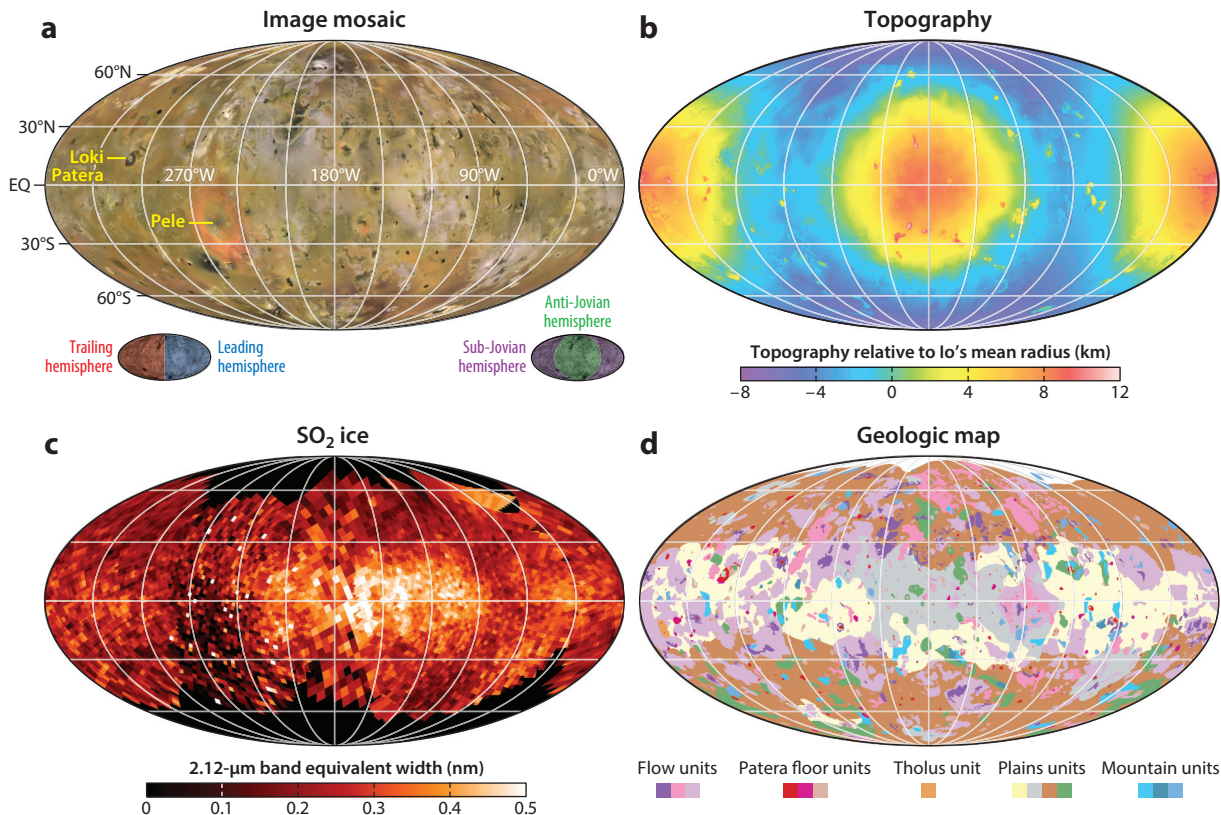 a
Image mosaic
60°N
30°N
EQ
30°S
60°S
Loki
Patera
270°W
180°W
90°W
0°W
Pele
Trailing
hemisphere
Leading
hemisphere
Anti-Jovian
hemisphere
Sub-Jovian
hemisphere
b
Topography
Topography relative to Io's mean radius (km)
−8
−4
0
4
8
12
c
SO₂ ice
2.12-μm band equivalent width (nm)
0
0.1
0.2
0.3
0.4
0.5
d
Geologic map
Flow units
Patera floor units
Tholus unit
Plains units
Mountain units